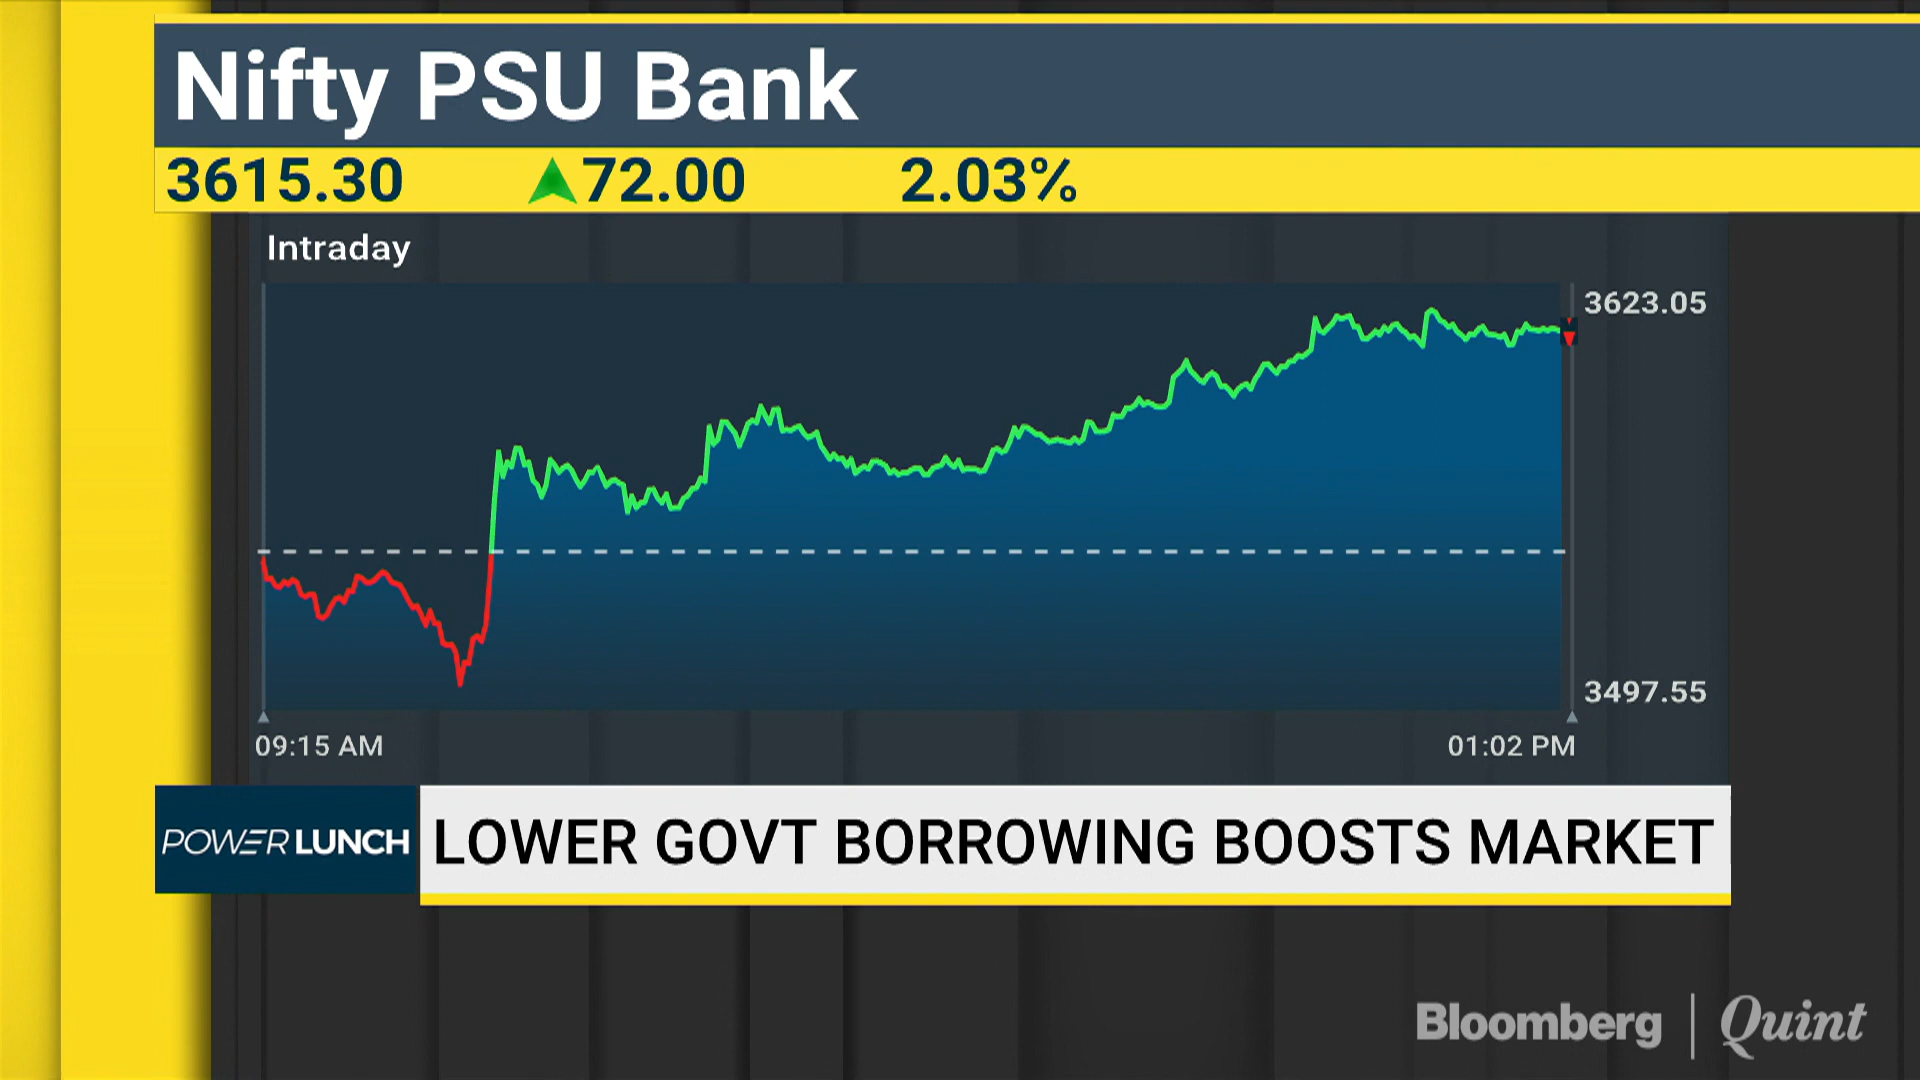 Nifty PSU Bank
3615.30 ▲72.00 2.03%
Intraday
3623.05
3497.55
09:15 AM 01:02 PM
POWER LUNCH LOWER GOVT BORROWING BOOSTS MARKET
Bloomberg | Quint